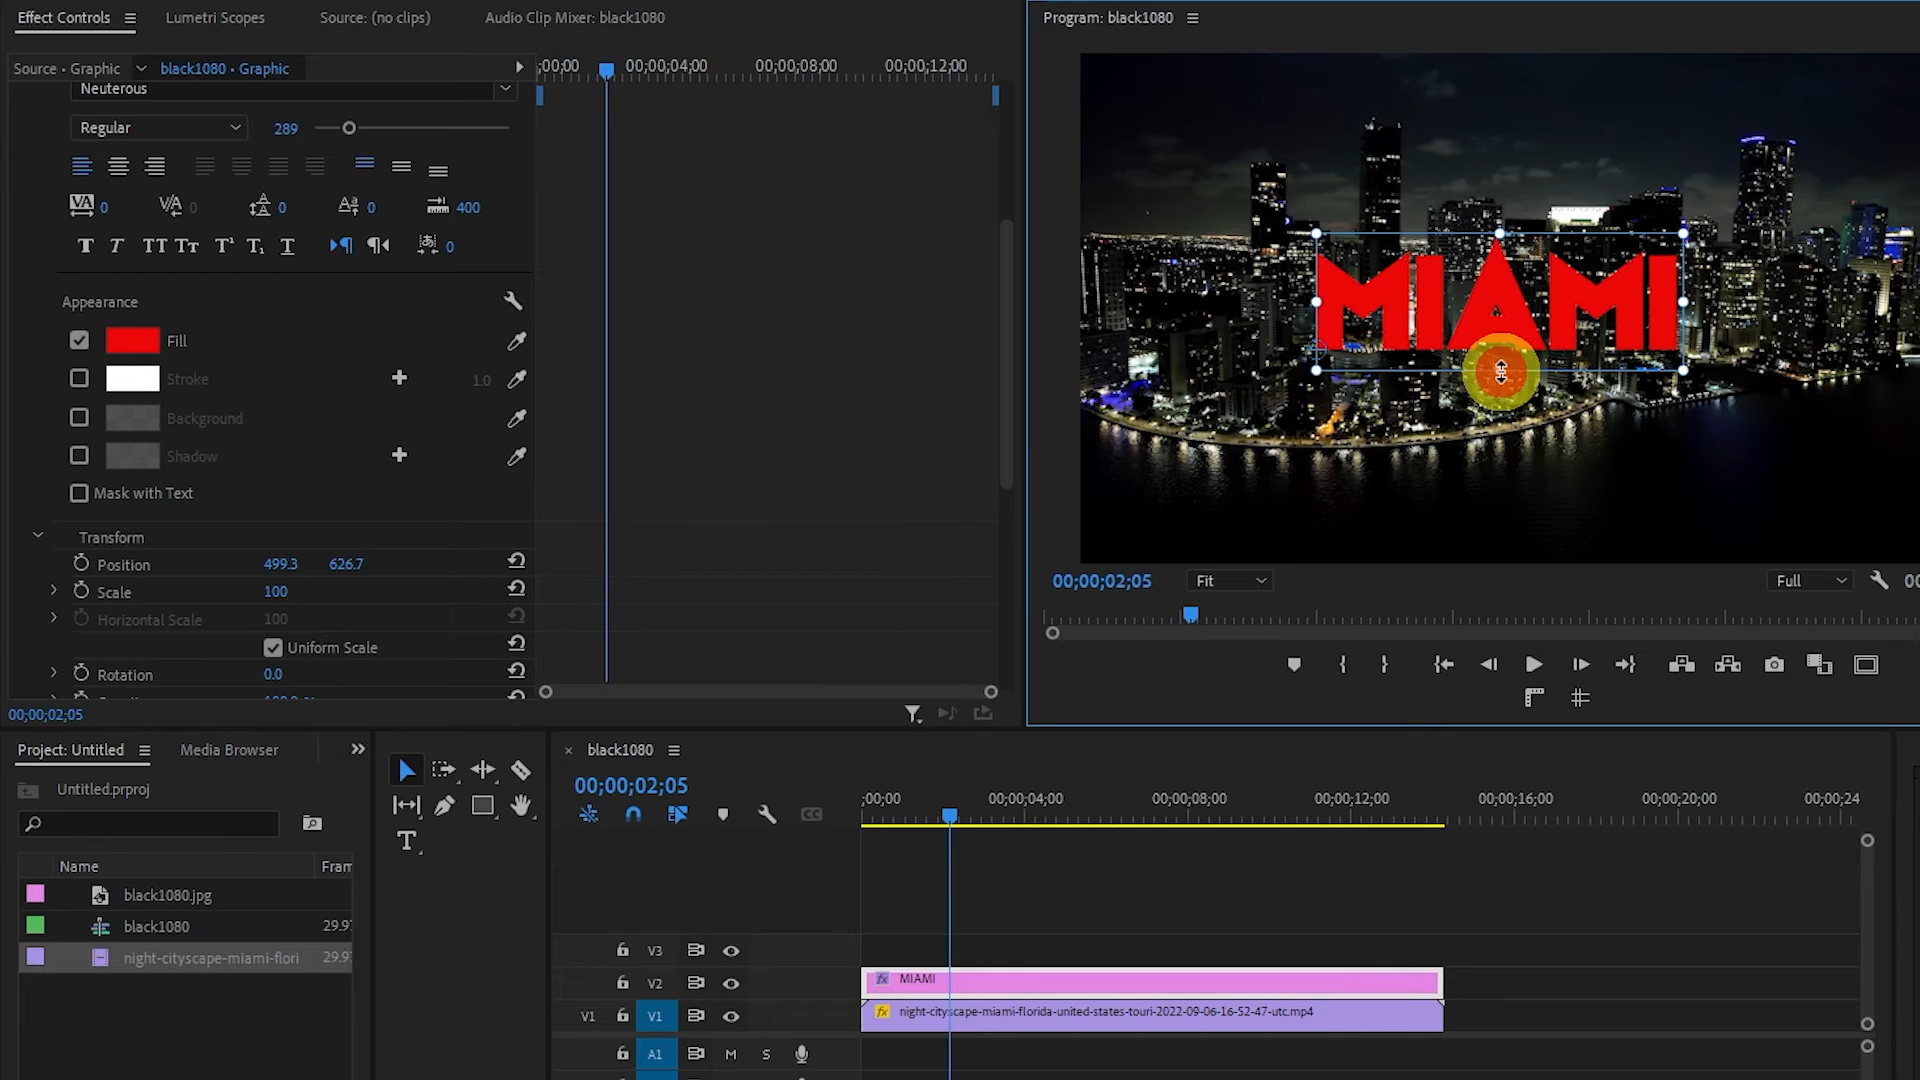 Effect Controls
Lumetri Scopes
Source: (no clips)
Audio Clip Mixer: black1080
Source • Graphic
black1080 • Graphic
;00;00
00;00;04;00
00;00;08;00
00;00;12;00
Neuterous
Regular
289
0
0
0
0
400
0
Appearance
Fill
Stroke
1.0
Background
Shadow
Mask with Text
Transform
Position
499.3
626.7
Scale
100
Horizontal Scale
100
Uniform Scale
Rotation
0.0
00;00;02;05
Program: black1080
MIAMI
00;00;02;05
Fit
Full
00
Project: Untitled
Media Browser
Untitled.prproj
Name
Fram
black1080.jpg
black1080
29.97
night-cityscape-miami-flori
29.97
black1080
00;00;02;05
;00;00
00;00;04;00
00;00;08;00
00;00;12;00
00;00;16;00
00;00;20;00
00;00;24
V3
V2
MIAMI
V1
V1
night-cityscape-miami-florida-united-states-touri-2022-09-06-16-52-47-utc.mp4
A1
M
S